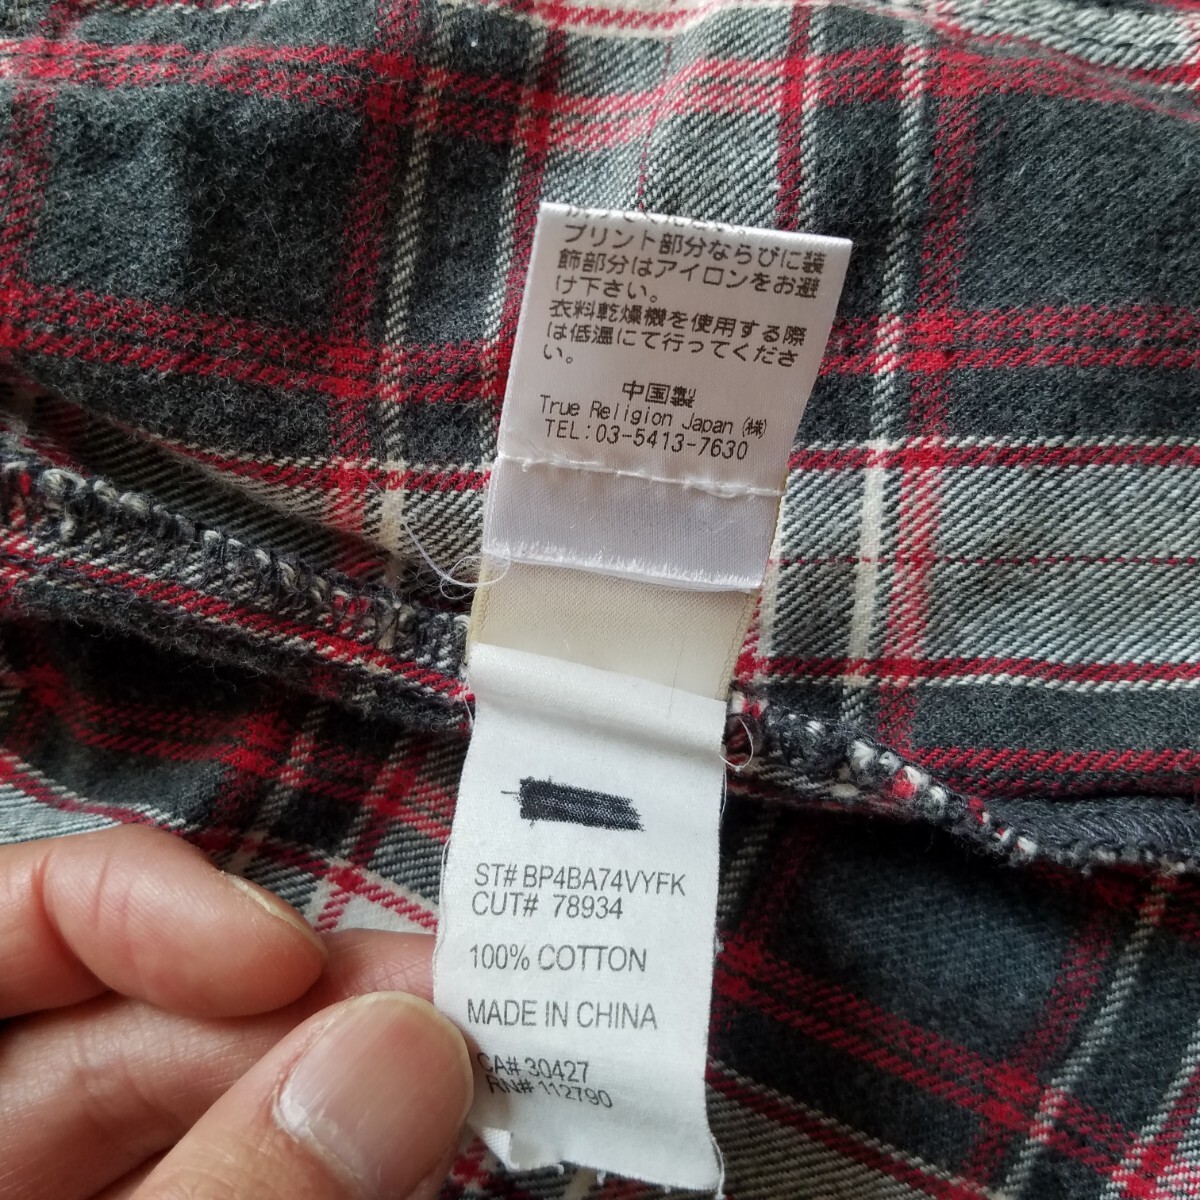 プリント部分ならびに装
飾部分はアイロンをお避
け下さい。
衣料乾燥機を使用する際
は低温にて行ってくださ
い。
中国製
True Religion Japan (株)
TEL:03-5413-7630
ST# BP4BA74VYFK
CUT# 78934
100% COTTON
MADE IN CHINA
CA# 30427
RN# 112790